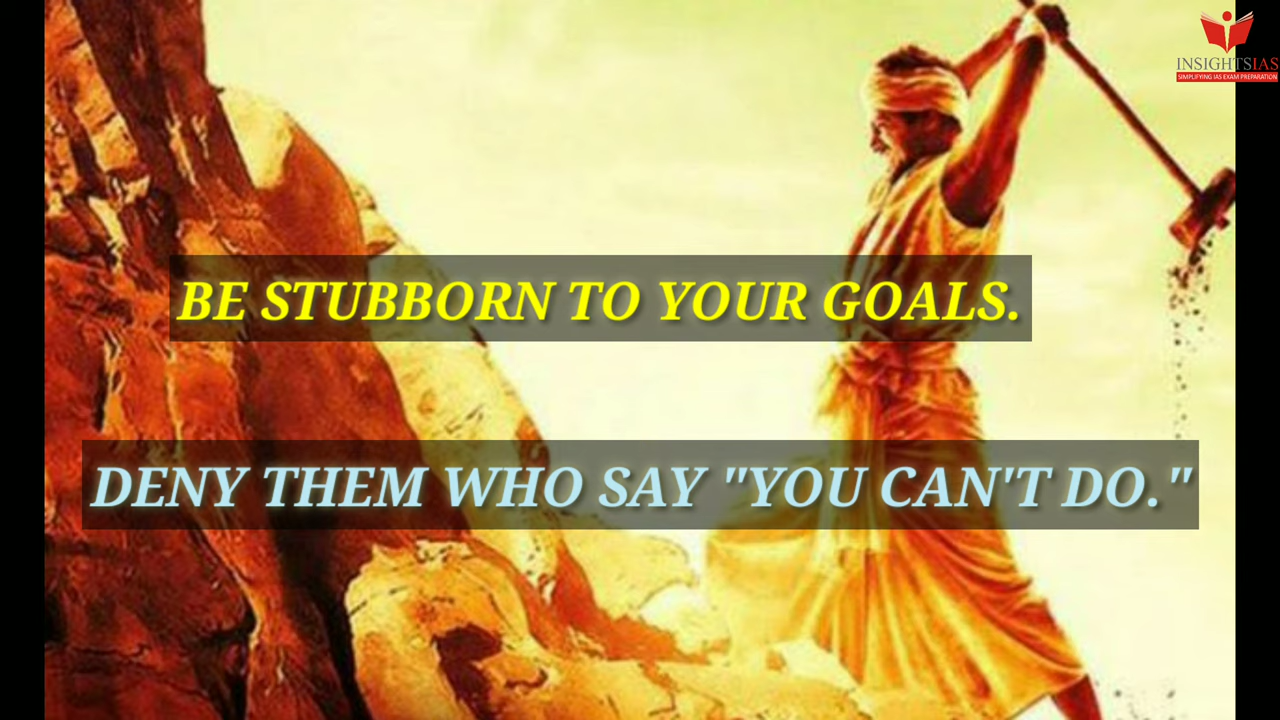 INSIGHTSIAS
SIMPLIFYING IAS EXAM PREPARATION
BE STUBBORN TO YOUR GOALS.
DENY THEM WHO SAY "YOU CAN'T DO."